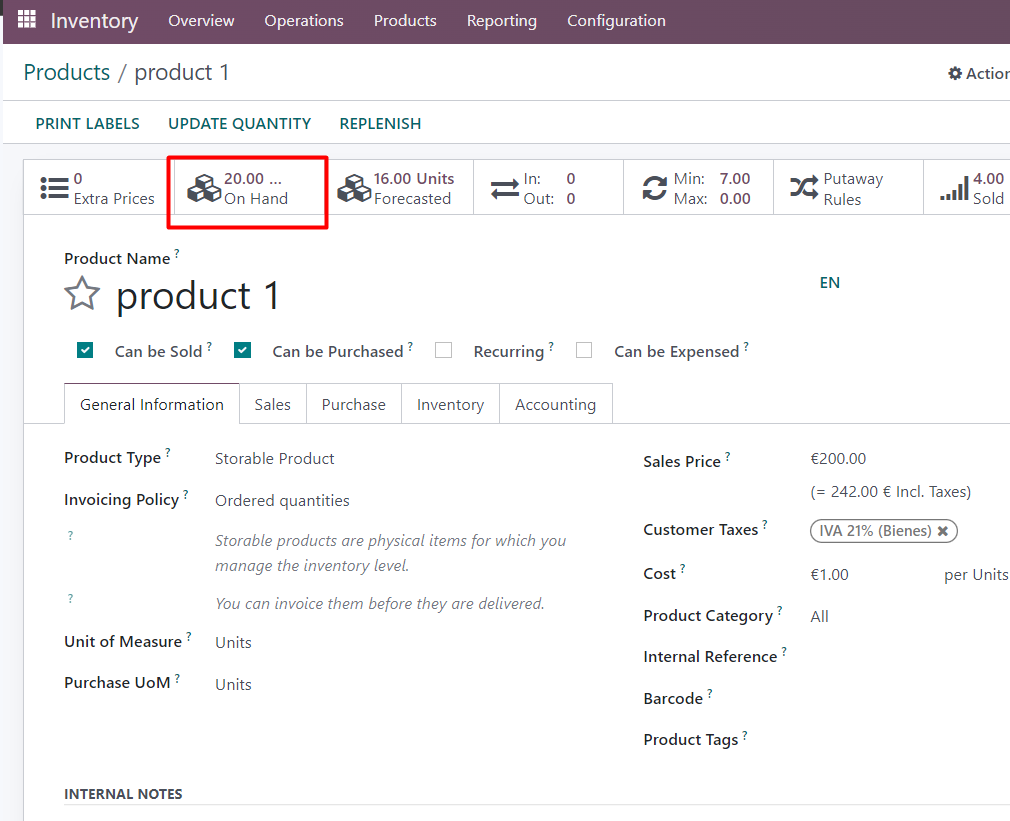 Inventory Overview Operations Products Reporting Configuration
Products / product 1 Action
PRINT LABELS UPDATE QUANTITY REPLENISH
0 Extra Prices
20.00 ... On Hand
16.00 Units Forecasted
In: 0
Out: 0
Min: 7.00
Max: 0.00
Putaway Rules
4.00 Sold
Product Name ?
product 1
EN
Can be Sold ? Can be Purchased ? Recurring ? Can be Expensed ?
General Information Sales Purchase Inventory Accounting
Product Type ? Storable Product
Invoicing Policy ? Ordered quantities
? Storable products are physical items for which you
manage the inventory level.
? You can invoice them before they are delivered.
Unit of Measure ? Units
Purchase UoM ? Units
Sales Price ? €200.00
(= 242.00 € Incl. Taxes)
Customer Taxes ? IVA 21% (Bienes) ✖
Cost ? €1.00 per Units
Product Category ? All
Internal Reference ?
Barcode ?
Product Tags ?
INTERNAL NOTES